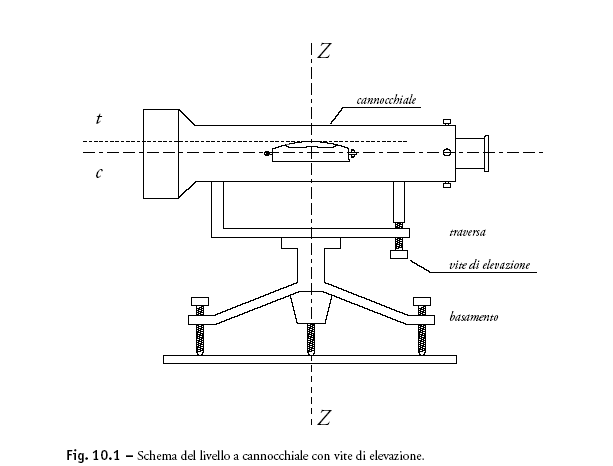 Z
cannocchiale
t
c
traversa
vite di elevazione
basamento
Z
Fig. 10.1 – Schema del livello a cannocchiale con vite di elevazione.